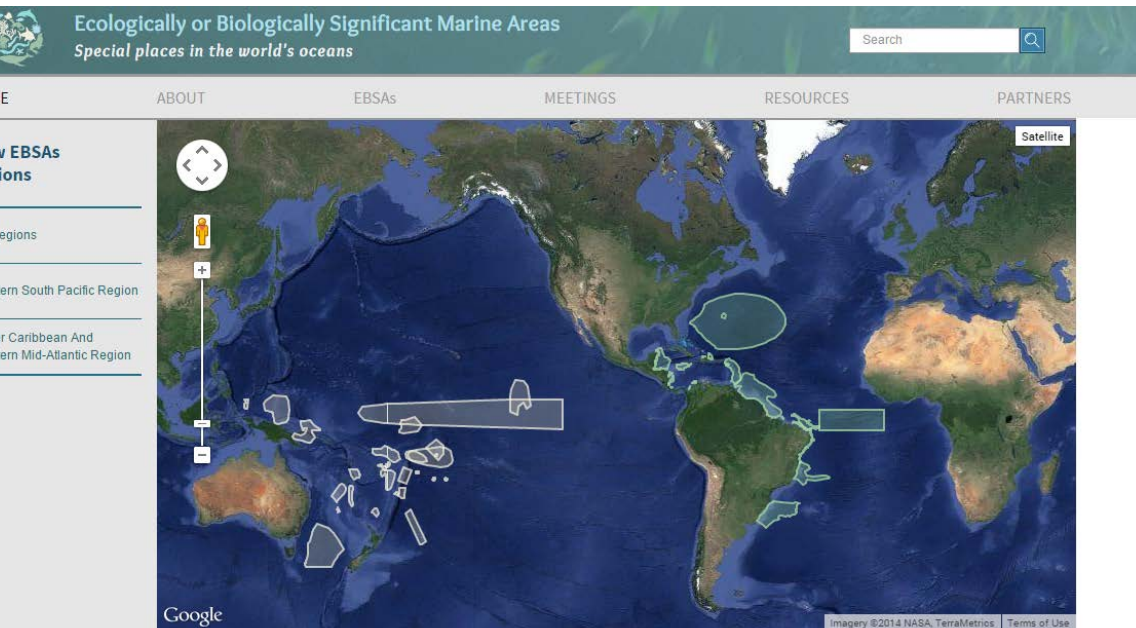 Ecologically or Biologically Significant Marine Areas
Special places in the world's oceans
Search
E
ABOUT
EBSAs
MEETINGS
RESOURCES
PARTNERS
EBSAs
ions
egions
ern South Pacific Region
r Caribbean And
ern Mid-Atlantic Region
Satellite
Google
Imagery ©2014 NASA, TerraMetrics
Terms of Use